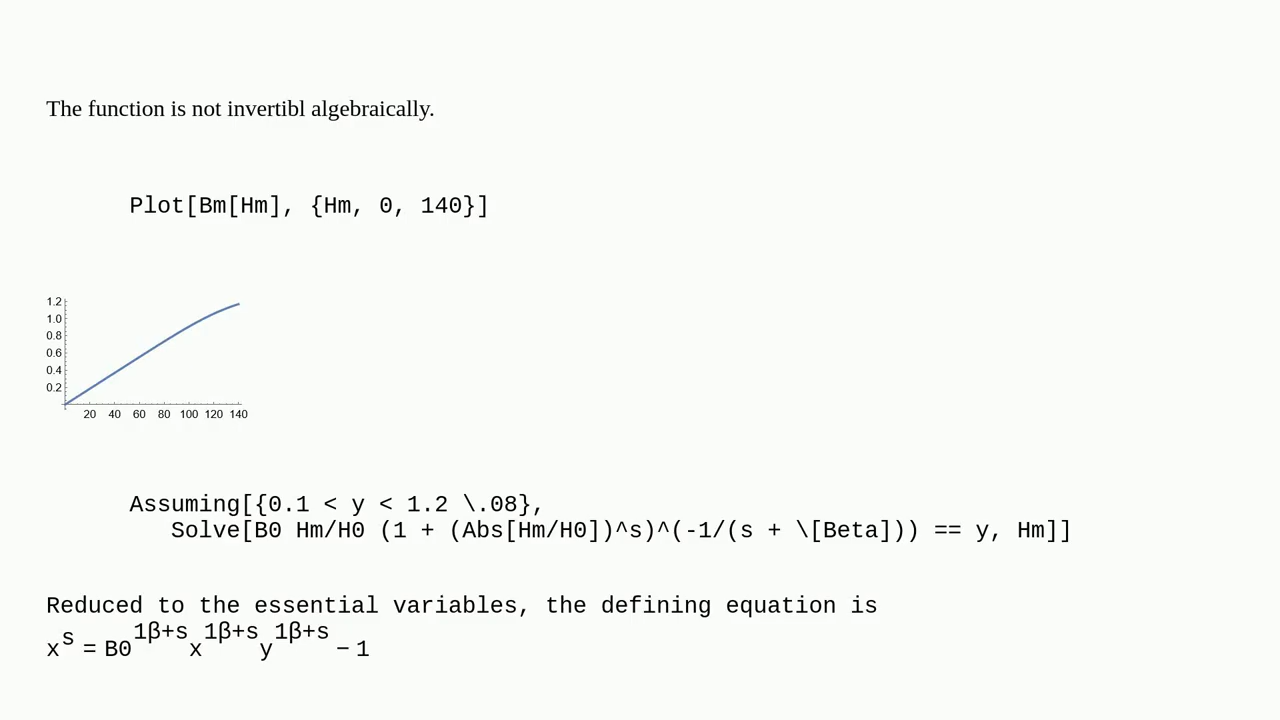 The function is not invertibl algebraically.
Plot[Bm[Hm], {Hm, 0, 140}]
1.2
1.0
0.8
0.6
0.4
0.2
20 40 60 80 100 120 140
Assuming[{0.1 < y < 1.2 \.08},
Solve[B0 Hm/H0 (1 + (Abs[Hm/H0])^s)^(-1/(s + \[Beta])) == y, Hm]]
Reduced to the essential variables, the defining equation is
x^s = B0^1β+s x^1β+s y^1β+s − 1